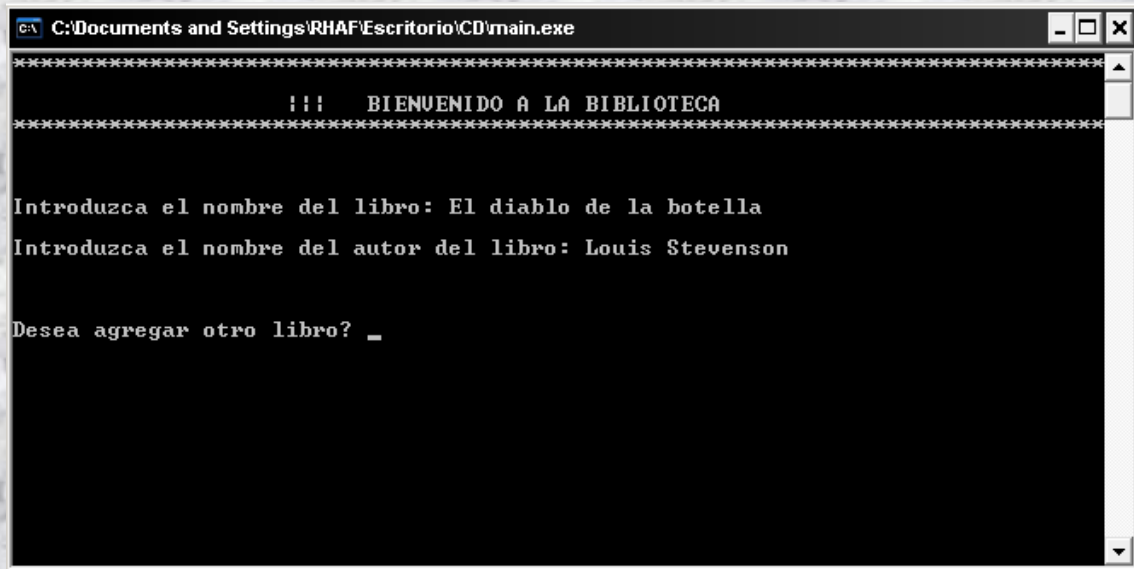 C:\Documents and Settings\RHAF\Escritorio\CD\main.exe
*******************************************************************************
¦¦¦ BIENVENIDO A LA BIBLIOTECA
*******************************************************************************
Introduzca el nombre del libro: El diablo de la botella
Introduzca el nombre del autor del libro: Louis Stevenson
Desea agregar otro libro? _